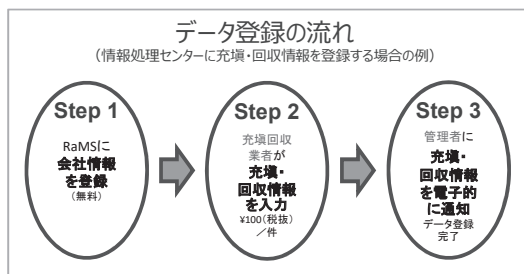 データ登録の流れ
（情報処理センターに充塡・回収情報を登録する場合の例）
Step 1
RaMSに
会社情報
を登録
（無料）
Step 2
充塡回収
業者が
充塡・
回収情報
を入力
¥100（税抜）
／件
Step 3
管理者に
充塡・
回収情報
を電子的
に通知
データ登録
完了